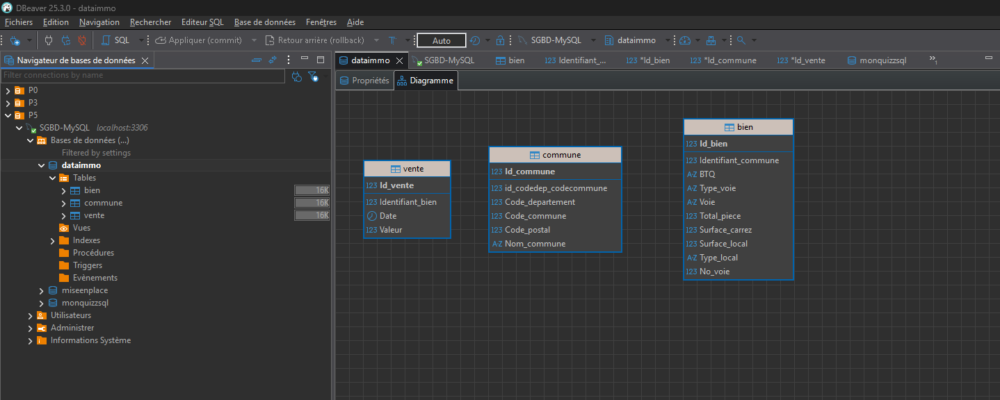 DBeaver 25.3.0 - dataimmo
Fichiers Edition Navigation Rechercher Editeur SQL Base de données Fenêtres Aide
SQL Appliquer (commit) Retour arrière (rollback) T Auto SGBD-MySQL dataimmo
Navigateur de bases de données
Filter connections by name
P0
P3
P5
SGBD-MySQL localhost:3306
Bases de données (...)
Filtered by settings
dataimmo
Tables
bien 16K
commune 16K
vente 16K
Vues
Indexes
Procédures
Triggers
Evènements
miseenplace
monquizzsql
Utilisateurs
Administrer
Informations Système
dataimmo SGBD-MySQL bien 123 Identifiant_... 123 *Id_bien 123 *Id_commune 123 *Id_vente monquizzsql »1
Propriétés Diagramme
vente
123 Id_vente
123 Identifiant_bien
Date
123 Valeur
commune
123 Id_commune
123 id_codedep_codecommune
123 Code_departement
123 Code_commune
123 Code_postal
A-Z Nom_commune
bien
123 Id_bien
123 Identifiant_commune
A-Z BTQ
A-Z Type_voie
A-Z Voie
123 Total_piece
123 Surface_carrez
123 Surface_local
A-Z Type_local
123 No_voie